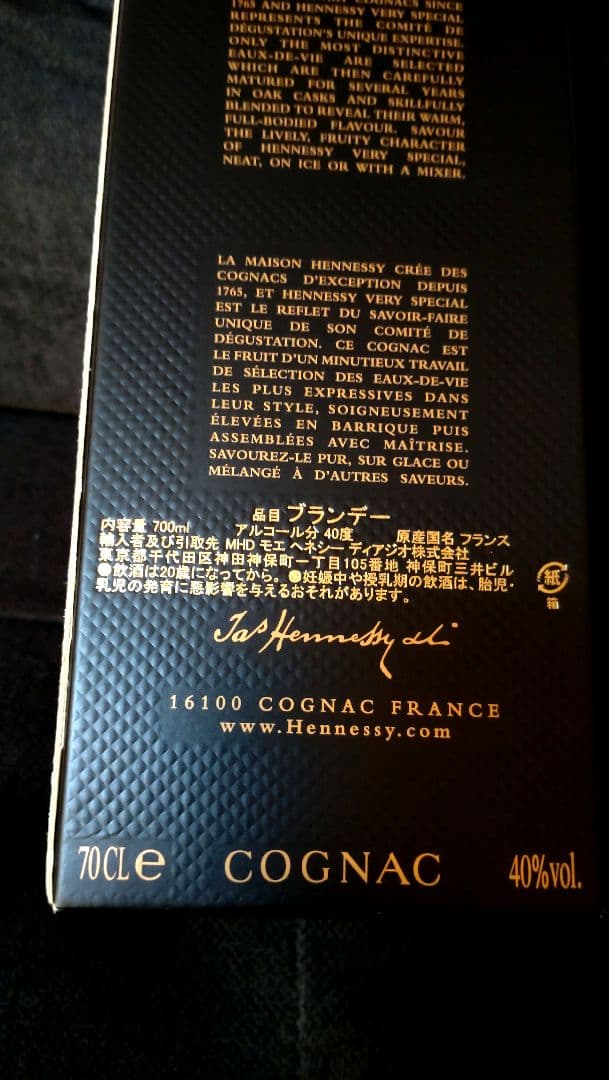 COGNACS SINCE
1765 AND HENNESSY VERY SPECIAL
REPRESENTS THE COMITÉ DE
DÉGUSTATION'S UNIQUE EXPERTISE.
ONLY THE MOST DISTINCTIVE
EAUX-DE-VIE ARE SELECTED
WHICH ARE THEN CAREFULLY
MATURED FOR SEVERAL YEARS
IN OAK CASKS AND SKILLFULLY
BLENDED TO REVEAL THEIR WARM,
FULL-BODIED FLAVOUR. SAVOUR
THE LIVELY, FRUITY CHARACTER
OF HENNESSY VERY SPECIAL,
NEAT, ON ICE OR WITH A MIXER.
LA MAISON HENNESSY CRÉE DES
COGNACS D'EXCEPTION DEPUIS
1765, ET HENNESSY VERY SPECIAL
EST LE REFLET DU SAVOIR-FAIRE
UNIQUE DE SON COMITÉ DE
DÉGUSTATION. CE COGNAC EST
LE FRUIT D'UN MINUTIEUX TRAVAIL
DE SÉLECTION DES EAUX-DE-VIE
LES PLUS EXPRESSIVES DANS
LEUR STYLE, SOIGNEUSEMENT
ÉLEVÉES EN BARRIQUE PUIS
ASSEMBLÉES AVEC MAÎTRISE.
SAVOUREZ-LE PUR, SUR GLACE OU
MÉLANGÉ À D'AUTRES SAVEURS.
品目 ブランデー
内容量 700ml アルコール分 40度 原産国名 フランス
輸入者及び引取先 MHD モエ ヘネシー ディアジオ株式会社
東京都千代田区神田神保町一丁目105番地 神保町三井ビル
●飲酒は20歳になってから。●妊娠中や授乳期の飲酒は、胎児・
乳児の発育に悪影響を与えるおそれがあります。
紙
箱
Jas Hennessy & Co
16100 COGNAC FRANCE
www.Hennessy.com
70CL e COGNAC 40%vol.